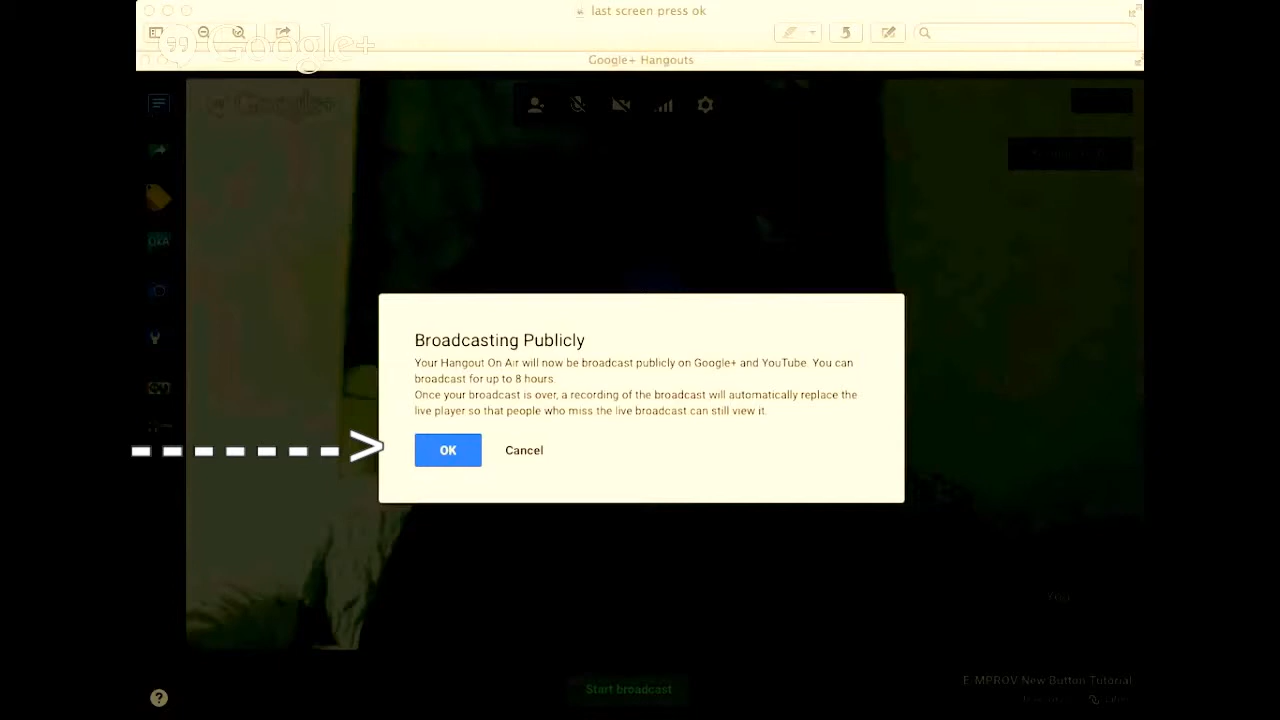 last screen press ok
Google+
Google+ Hangouts
Google+
Q&A
Broadcasting Publicly
Your Hangout On Air will now be broadcast publicly on Google+ and YouTube. You can
broadcast for up to 8 hours.
Once your broadcast is over, a recording of the broadcast will automatically replace the
live player so that people who miss the live broadcast can still view it.
OK Cancel
You
E-MPROV New Button Tutorial
Start broadcast
?